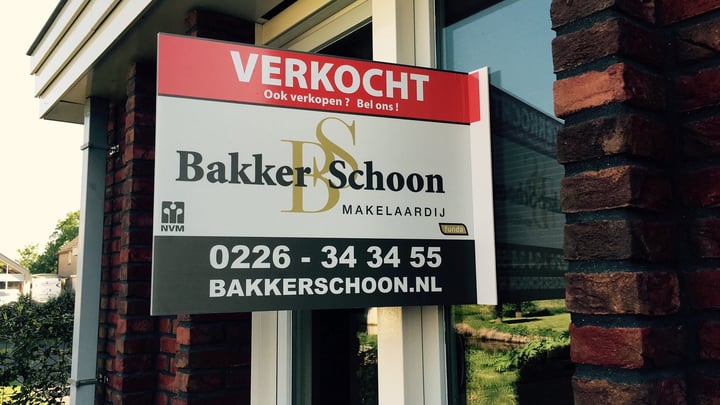 VERKOCHT
Ook verkopen? Bel ons!
BS
Bakker Schoon
MAKELAARDIJ
NVM
funda
0226 - 34 34 55
BAKKERSCHOON.NL